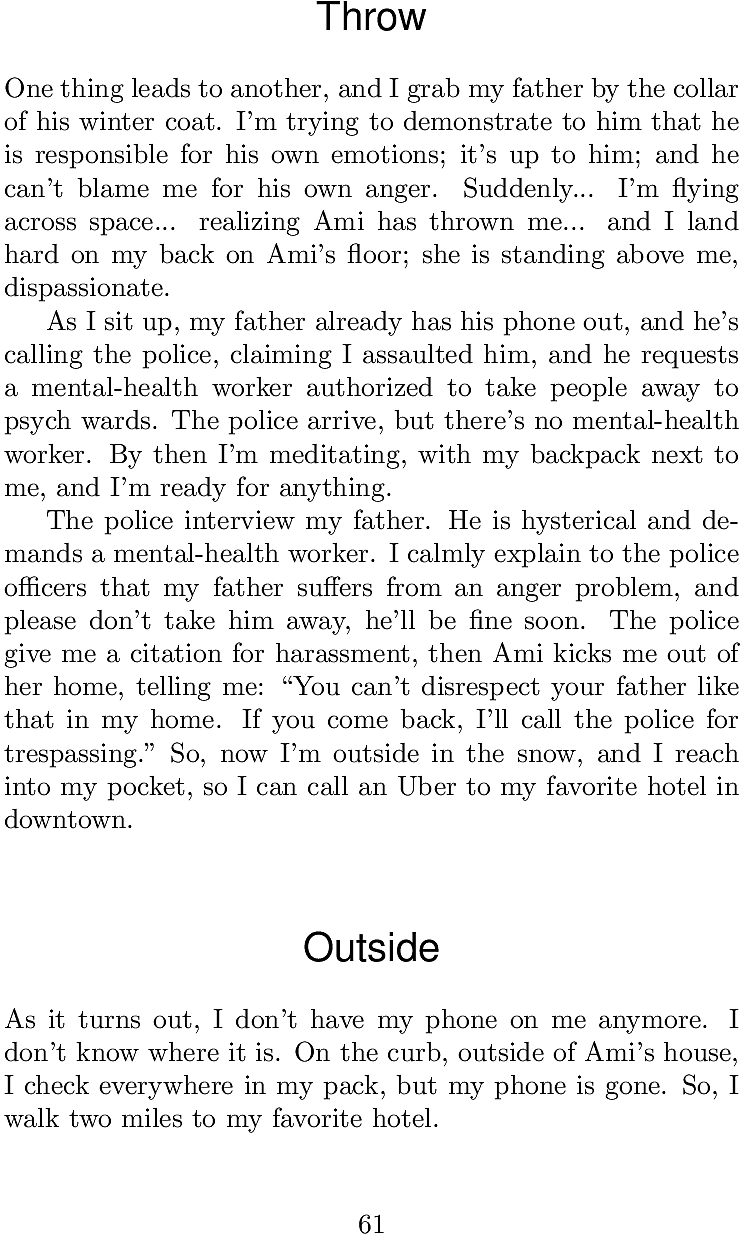 Throw
One thing leads to another, and I grab my father by the collar
of his winter coat. I'm trying to demonstrate to him that he
is responsible for his own emotions; it's up to him; and he
can't blame me for his own anger. Suddenly... I'm flying
across space... realizing Ami has thrown me... and I land
hard on my back on Ami's floor; she is standing above me,
dispassionate.
As I sit up, my father already has his phone out, and he's
calling the police, claiming I assaulted him, and he requests
a mental-health worker authorized to take people away to
psych wards. The police arrive, but there's no mental-health
worker. By then I'm meditating, with my backpack next to
me, and I'm ready for anything.
The police interview my father. He is hysterical and de-
mands a mental-health worker. I calmly explain to the police
officers that my father suffers from an anger problem, and
please don't take him away, he'll be fine soon. The police
give me a citation for harassment, then Ami kicks me out of
her home, telling me: “You can't disrespect your father like
that in my home. If you come back, I'll call the police for
trespassing.” So, now I'm outside in the snow, and I reach
into my pocket, so I can call an Uber to my favorite hotel in
downtown.
Outside
As it turns out, I don't have my phone on me anymore. I
don't know where it is. On the curb, outside of Ami's house,
I check everywhere in my pack, but my phone is gone. So, I
walk two miles to my favorite hotel.
61